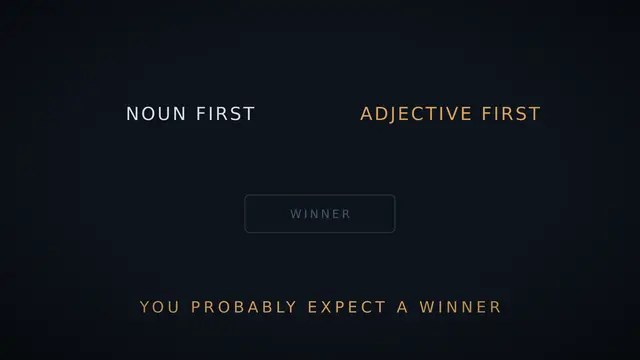 NOUN FIRST
ADJECTIVE FIRST
WINNER
YOU PROBABLY EXPECT A WINNER